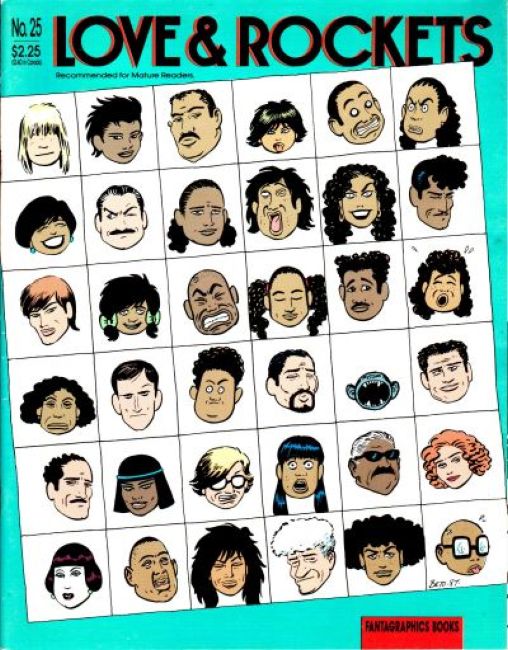 No. 25
$2.25
LOVE & ROCKETS
Recommended for Mature Readers.
BETO·87·
FANTAGRAPHICS BOOKS